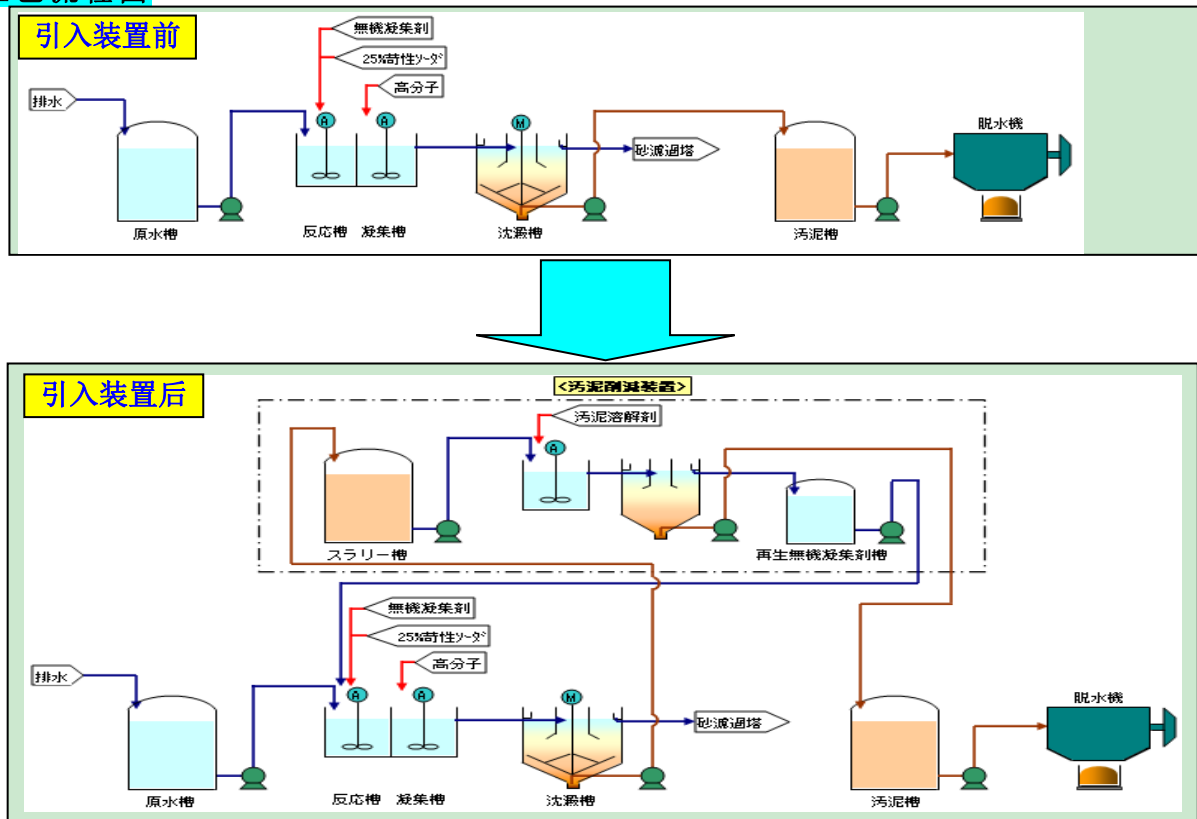 引入装置前
無機凝集剤
25%苛性ソーダ
高分子
排水
A
A
M
砂濾過塔
脱水機
原水槽
反応槽
凝集槽
沈澱槽
汚泥槽
引入装置后
<汚泥削減装置>
汚泥溶解剤
A
スラリー槽
再生無機凝集剤槽
無機凝集剤
25%苛性ソーダ
高分子
排水
A
A
M
砂濾過塔
脱水機
原水槽
反応槽
凝集槽
沈澱槽
汚泥槽